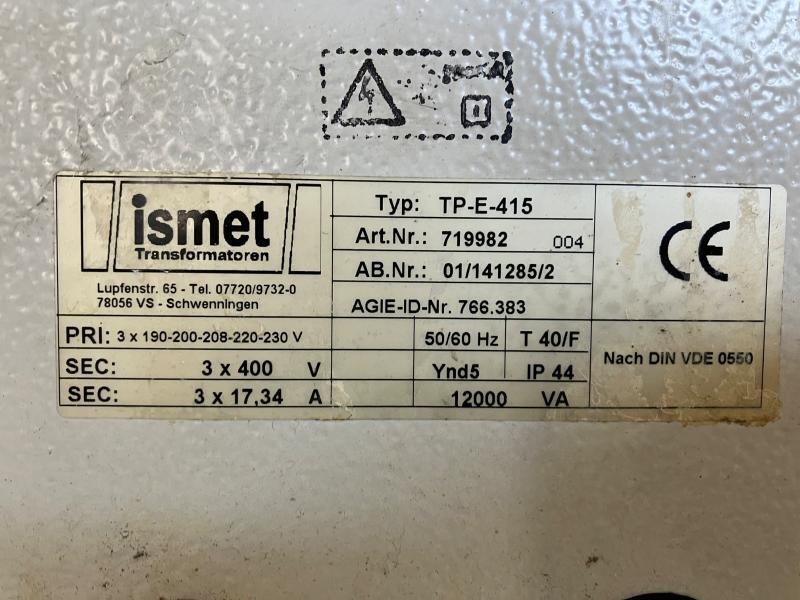 ismet
Transformatoren
Lupfenstr. 65 - Tel. 07720/9732-0
78056 VS - Schwenningen
Typ: TP-E-415
Art.Nr.: 719982 004
AB.Nr.: 01/141285/2
AGIE-ID-Nr. 766.383
CE
PRI: 3 x 190-200-208-220-230 V 50/60 Hz T 40/F
SEC: 3 x 400 V Ynd5 IP 44
SEC: 3 x 17,34 A 12000 VA
Nach DIN VDE 0550